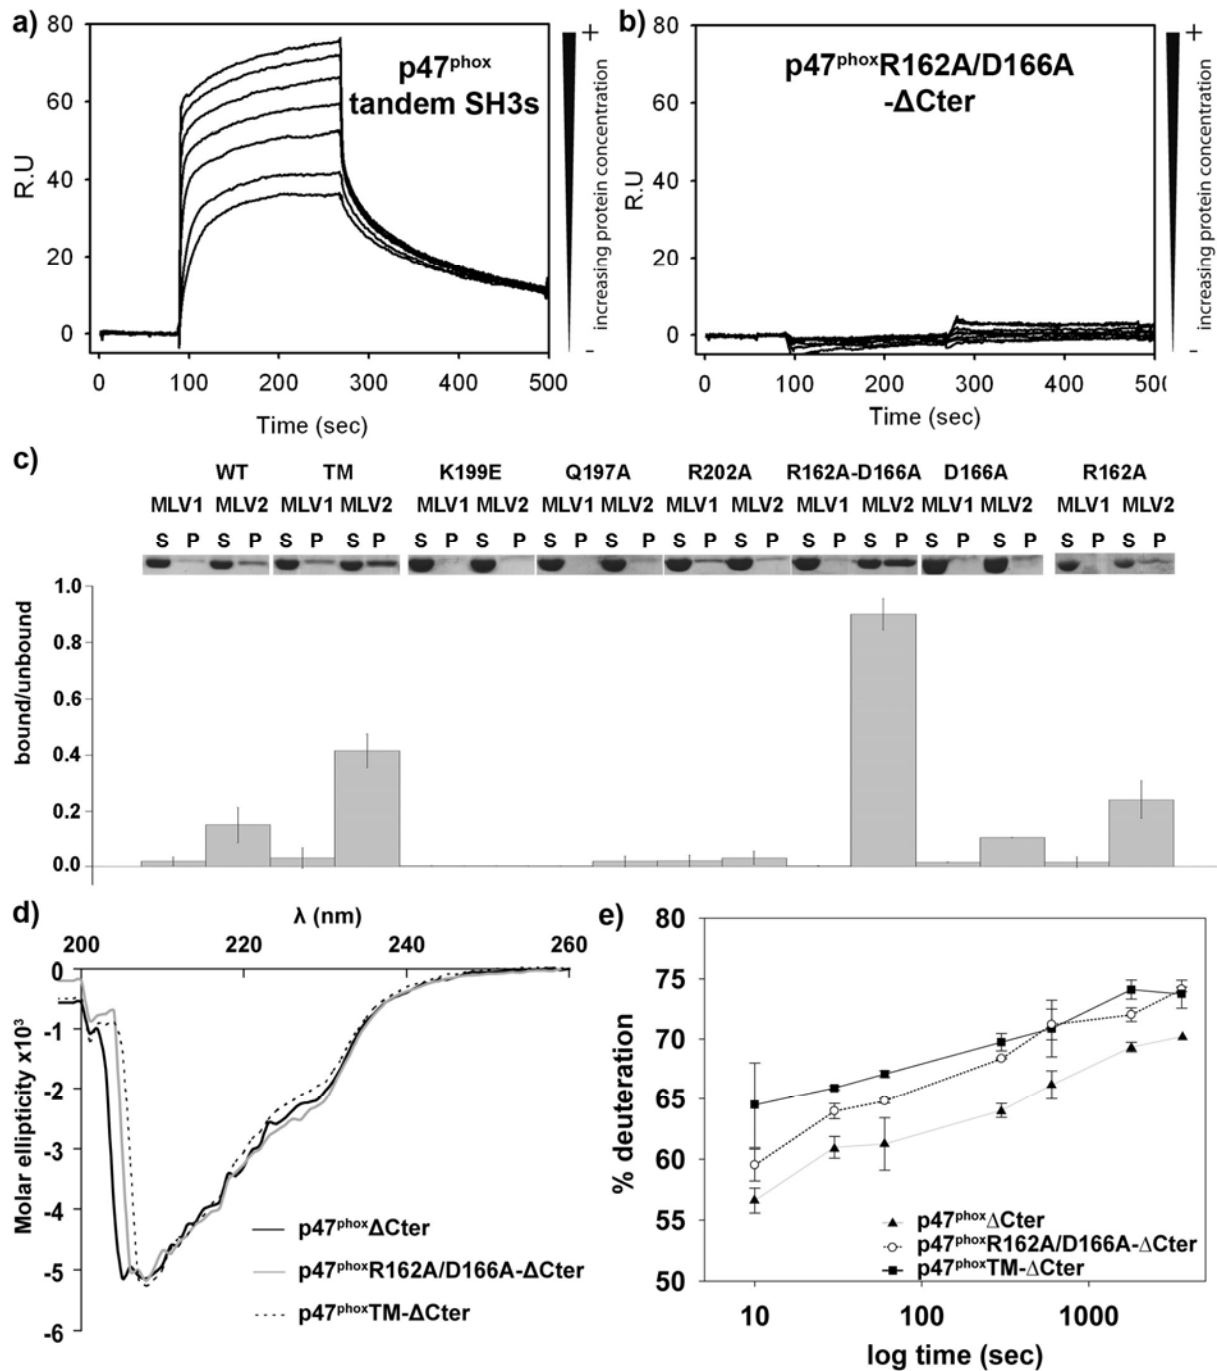 a)
80
60
40
20
0
R.U
p47phox
tandem SH3s
0 100 200 300 400 500
Time (sec)
+
increasing protein concentration
-
b)
80
60
40
20
0
R.U
p47phoxR162A/D166A
-ΔCter
0 100 200 300 400 500
Time (sec)
+
increasing protein concentration
-
c)
WT TM K199E Q197A R202A R162A-D166A D166A R162A
MLV1 MLV2 MLV1 MLV2 MLV1 MLV2 MLV1 MLV2 MLV1 MLV2 MLV1 MLV2 MLV1 MLV2 MLV1 MLV2
S P S P S P S P S P S P S P S P S P S P S P S P S P S P S P S P
1.0
0.8
0.6
0.4
0.2
0.0
bound/unbound
d)
λ (nm)
200 220 240 260
0
-1
-2
-3
-4
-5
-6
Molar ellipticity x10³
p47phoxΔCter
p47phoxR162A/D166A-ΔCter
p47phoxTM-ΔCter
e)
80
75
70
65
60
55
50
% deuteration
p47phoxΔCter
p47phoxR162A/D166A-ΔCter
p47phoxTM-ΔCter
10 100 1000
log time (sec)